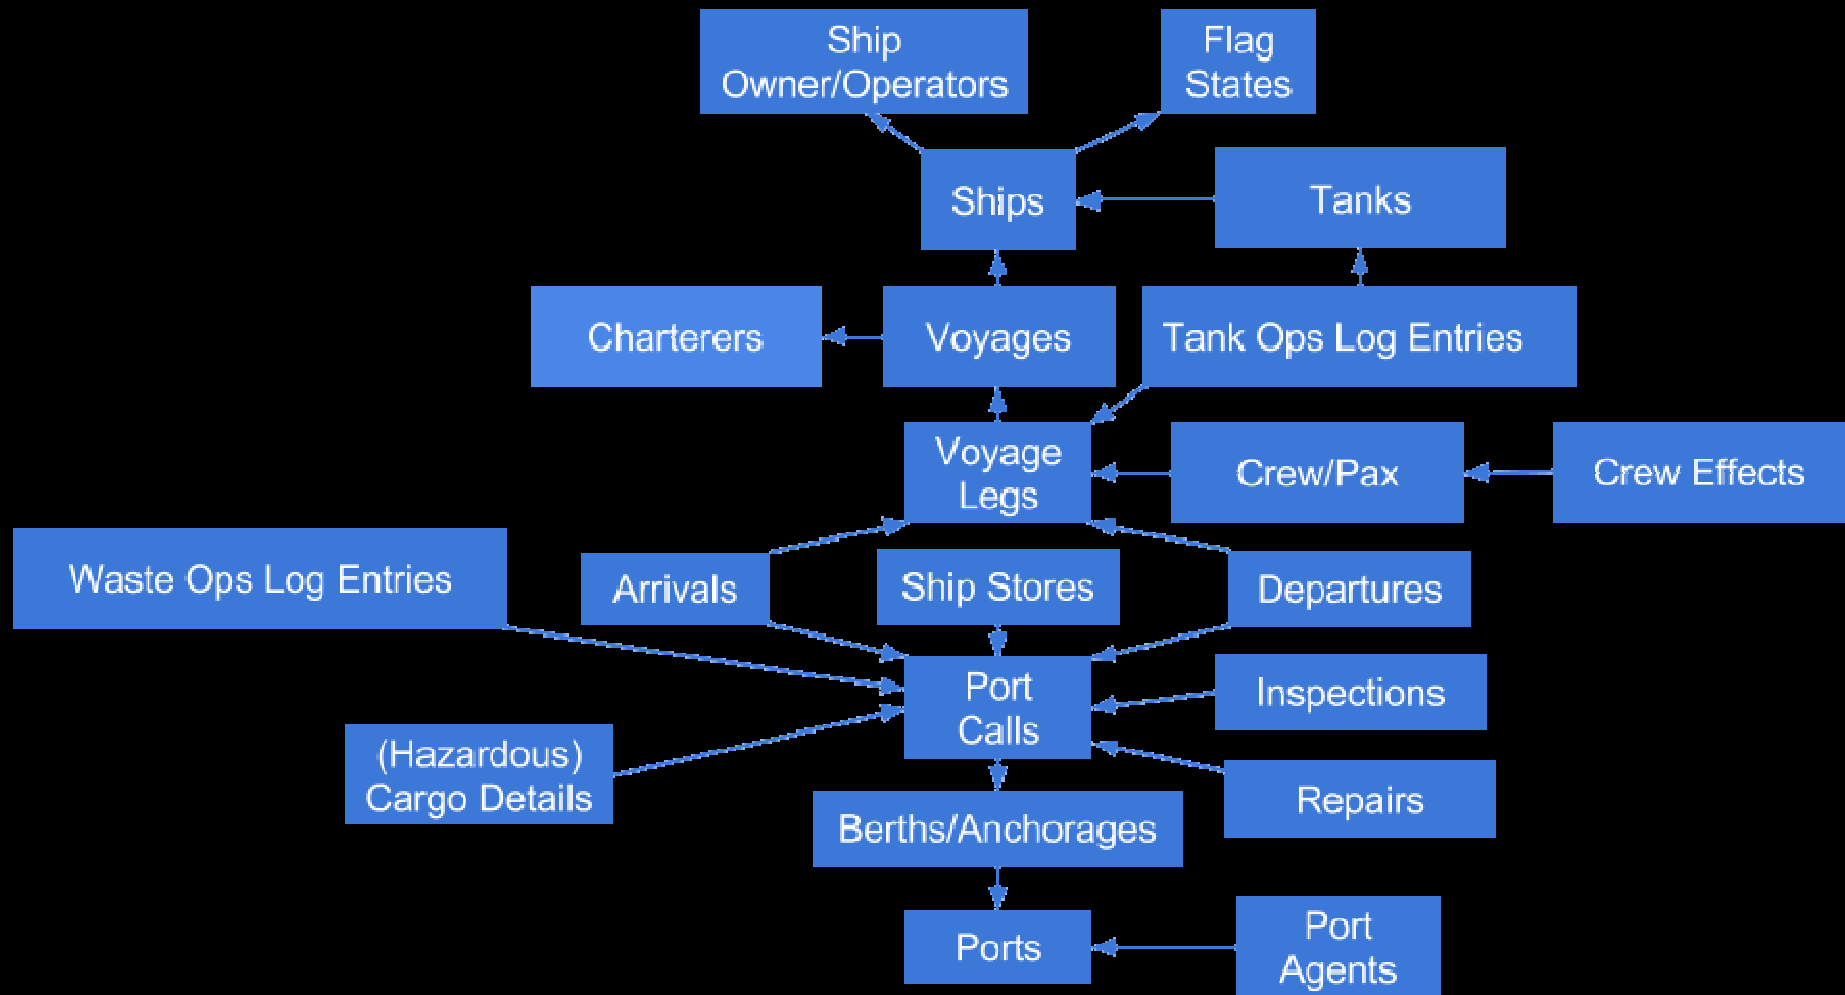 Ship
Owner/Operators
Flag
States
Ships
Tanks
Charterers
Voyages
Tank Ops Log Entries
Voyage
Legs
Crew/Pax
Crew Effects
Waste Ops Log Entries
Arrivals
Ship Stores
Departures
Port
Calls
Inspections
(Hazardous)
Cargo Details
Repairs
Berths/Anchorages
Ports
Port
Agents